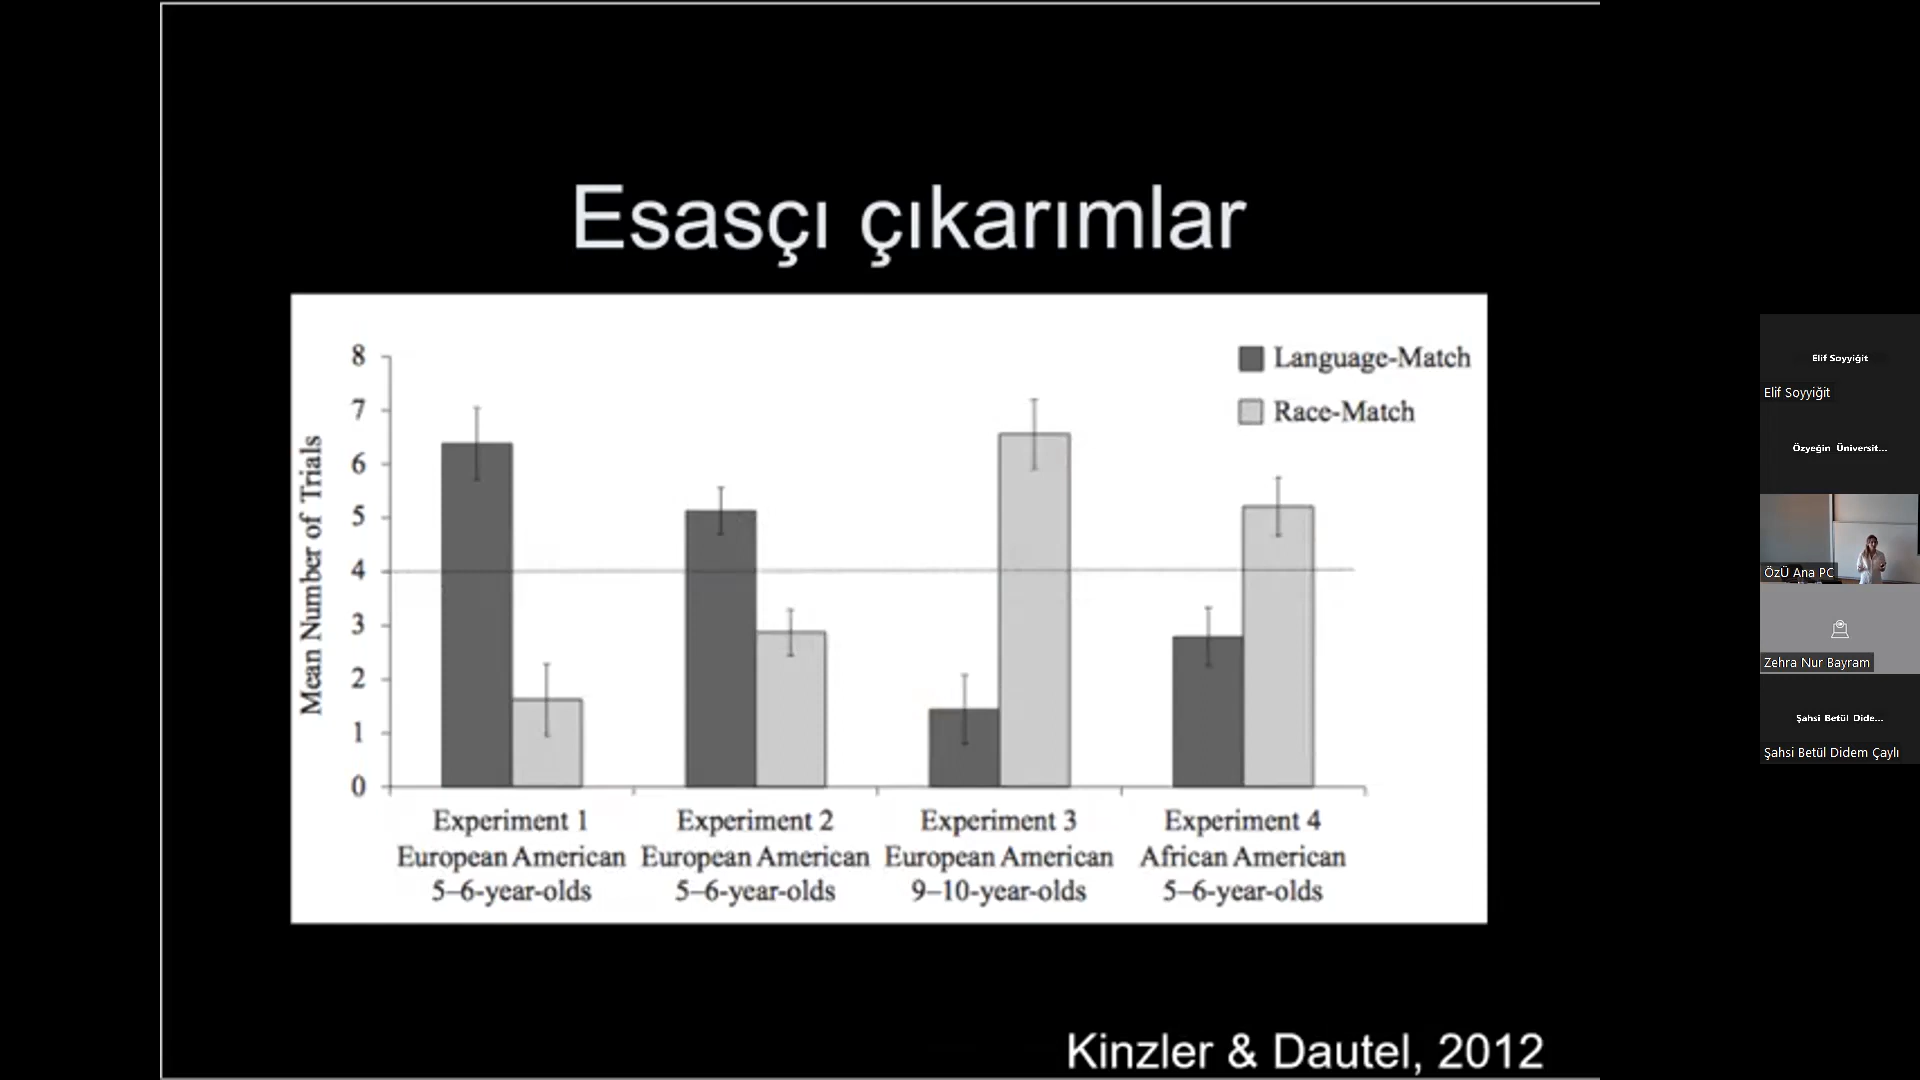 Esasçı çıkarımlar
Mean Number of Trials
8
7
6
5
4
3
2
1
0
Language-Match
Race-Match
Experiment 1
European American
5–6-year-olds
Experiment 2
European American
5–6-year-olds
Experiment 3
European American
9–10-year-olds
Experiment 4
African American
5–6-year-olds
Kinzler & Dautel, 2012
Elif Soyyiğit
Elif Soyyiğit
Özyeğin Üniversit...
ÖzÜ Ana PC
Zehra Nur Bayram
Şahsi Betül Dide...
Şahsi Betül Didem Çaylı